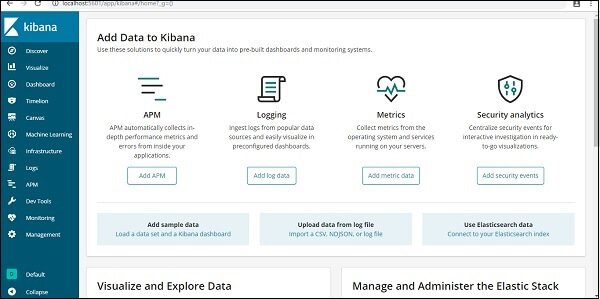 localhost:5601/app/kibana#/home?_g=()
kibana
Discover
Visualize
Dashboard
Timelion
Canvas
Machine Learning
Infrastructure
Logs
APM
Dev Tools
Monitoring
Management
D
Default
Collapse
Add Data to Kibana
Use these solutions to quickly turn your data into pre-built dashboards and monitoring systems.
APM
APM automatically collects in-
depth performance metrics and
errors from inside your
applications.
Add APM
Logging
Ingest logs from popular data
sources and easily visualize in
preconfigured dashboards.
Add log data
Metrics
Collect metrics from the
operating system and services
running on your servers.
Add metric data
Security analytics
Centralize security events for
interactive investigation in ready-
to-go visualizations.
Add security events
Add sample data
Load a data set and a Kibana dashboard
Upload data from log file
Import a CSV, NDJSON, or log file
Use Elasticsearch data
Connect to your Elasticsearch index
Visualize and Explore Data
Manage and Administer the Elastic Stack